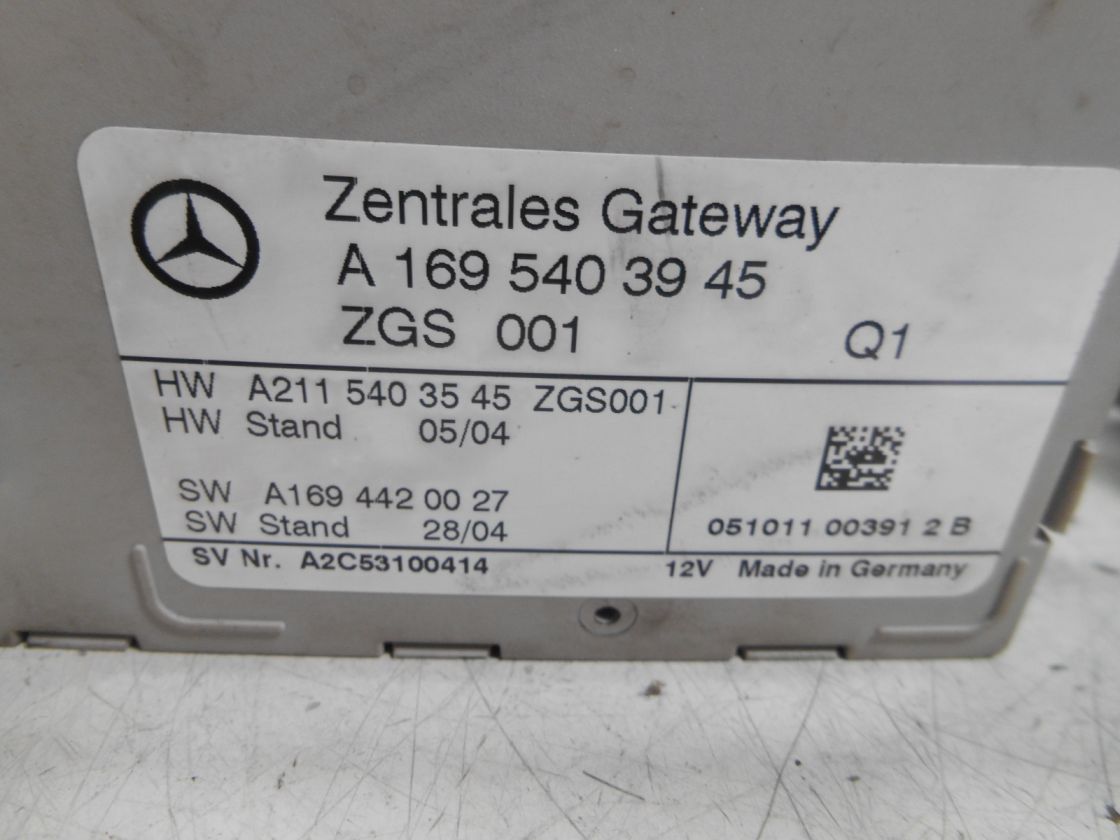 Zentrales Gateway
A 169 540 39 45
ZGS 001 Q1
HW A211 540 35 45 ZGS001
HW Stand 05/04
SW A169 442 00 27
SW Stand 28/04
051011 00391 2 B
SV Nr. A2C53100414 12V Made in Germany